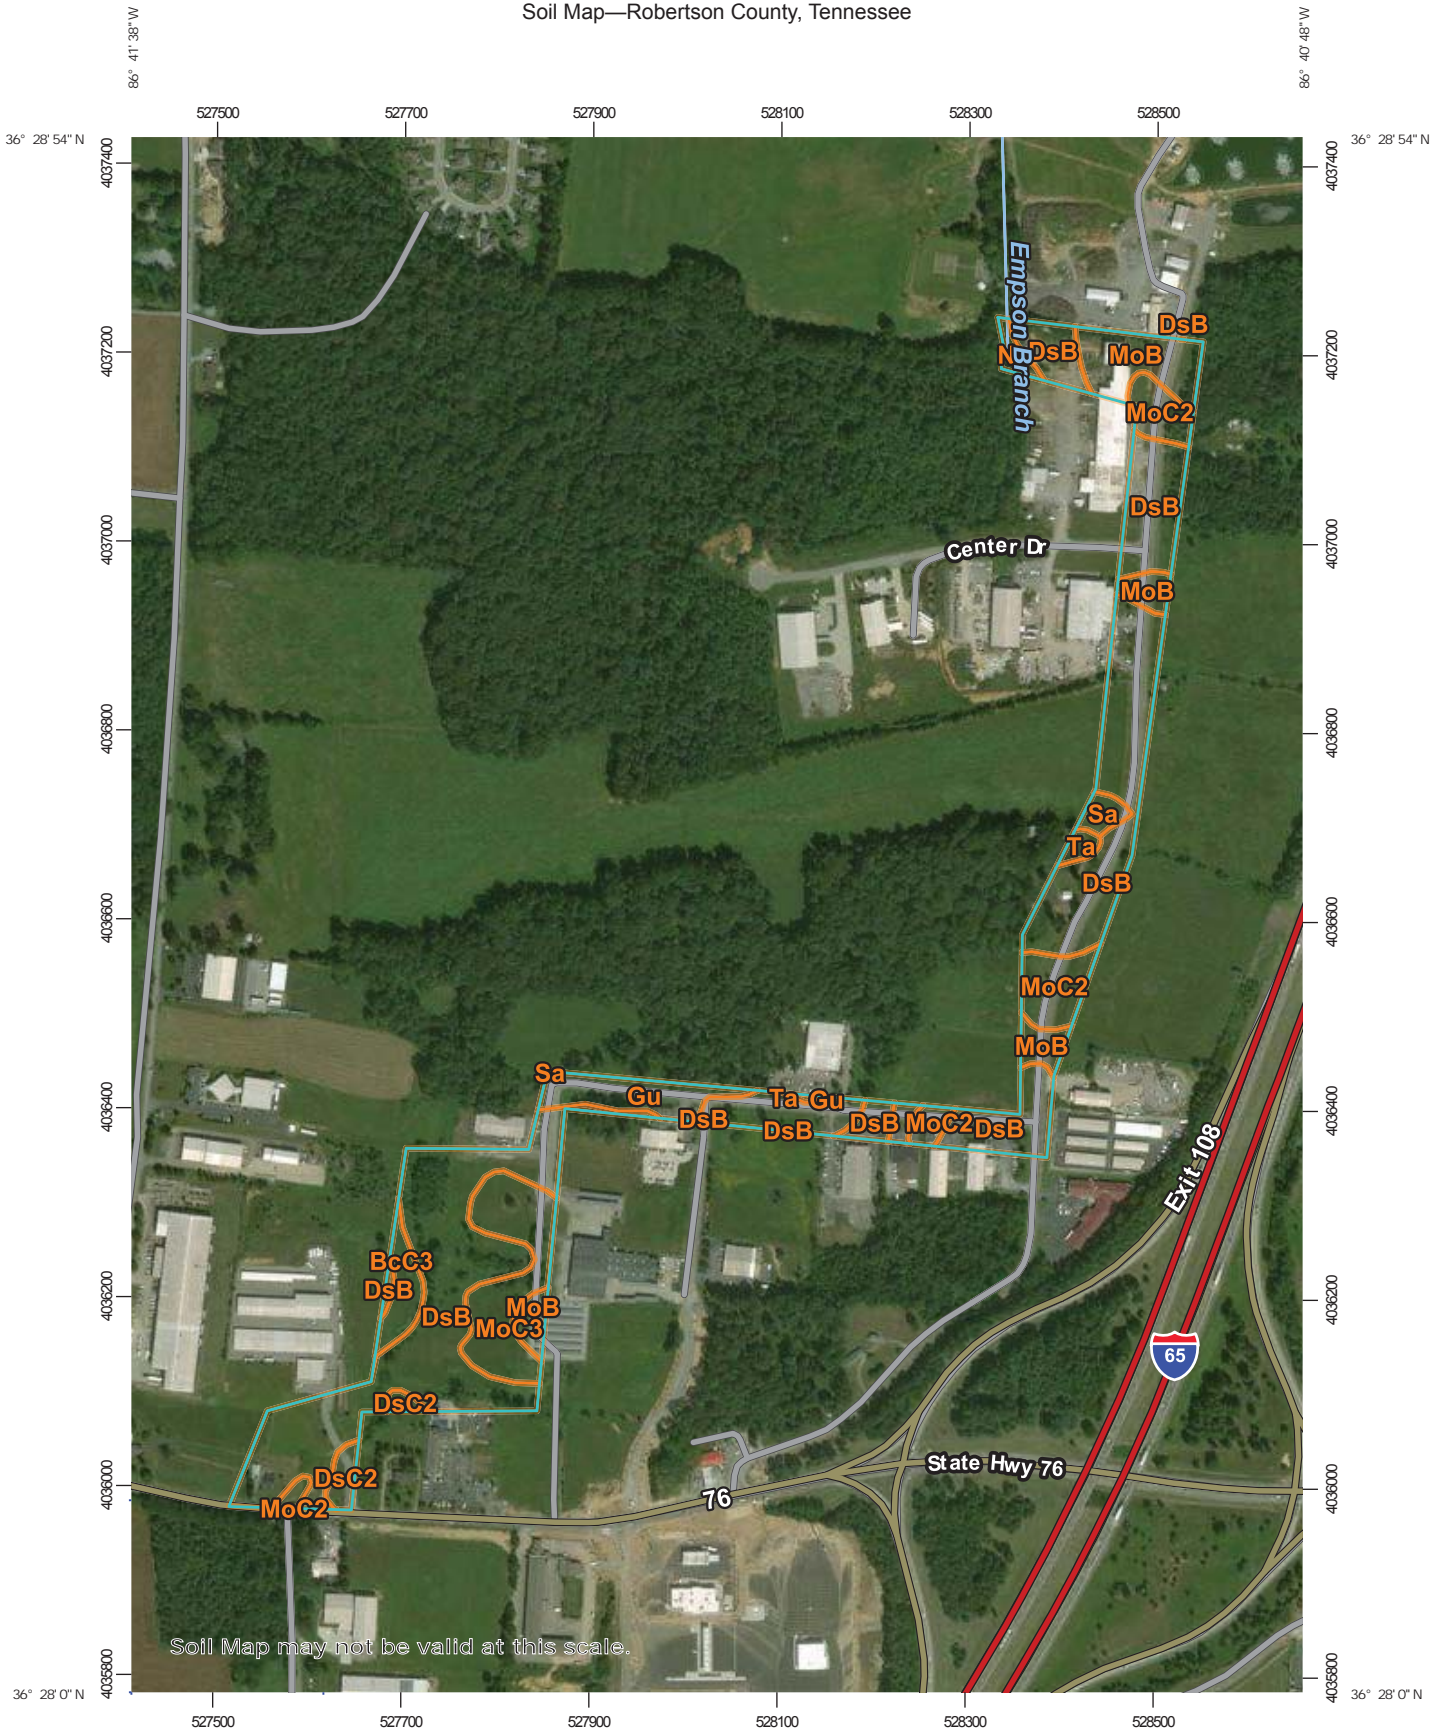 Soil Map—Robertson County, Tennessee
86° 41' 38" W
86° 40' 48" W
527500 527700 527900 528100 528300 528500
36° 28' 54" N
36° 28' 54" N
4037400
4037400
Empson Branch
DsB
4037200
DsB
MoB
4037200
MoC2
DsB
4037000
Center Dr
4037000
MoB
4036800
4036800
Sa
Ta
DsB
4036600
4036600
MoC2
MoB
Sa
4036400
Gu
Ta
Gu
4036400
DsB
DsB
DsB
MoC2
DsB
Exit 108
BcC3
DsB
4036200
MoB
4036200
DsB
MoC3
65
DsC2
State Hwy 76
DsC2
4036000
76
4036000
MoC2
Soil Map may not be valid at this scale.
4035800
4035800
36° 28' 0" N
36° 28' 0" N
527500 527700 527900 528100 528300 528500